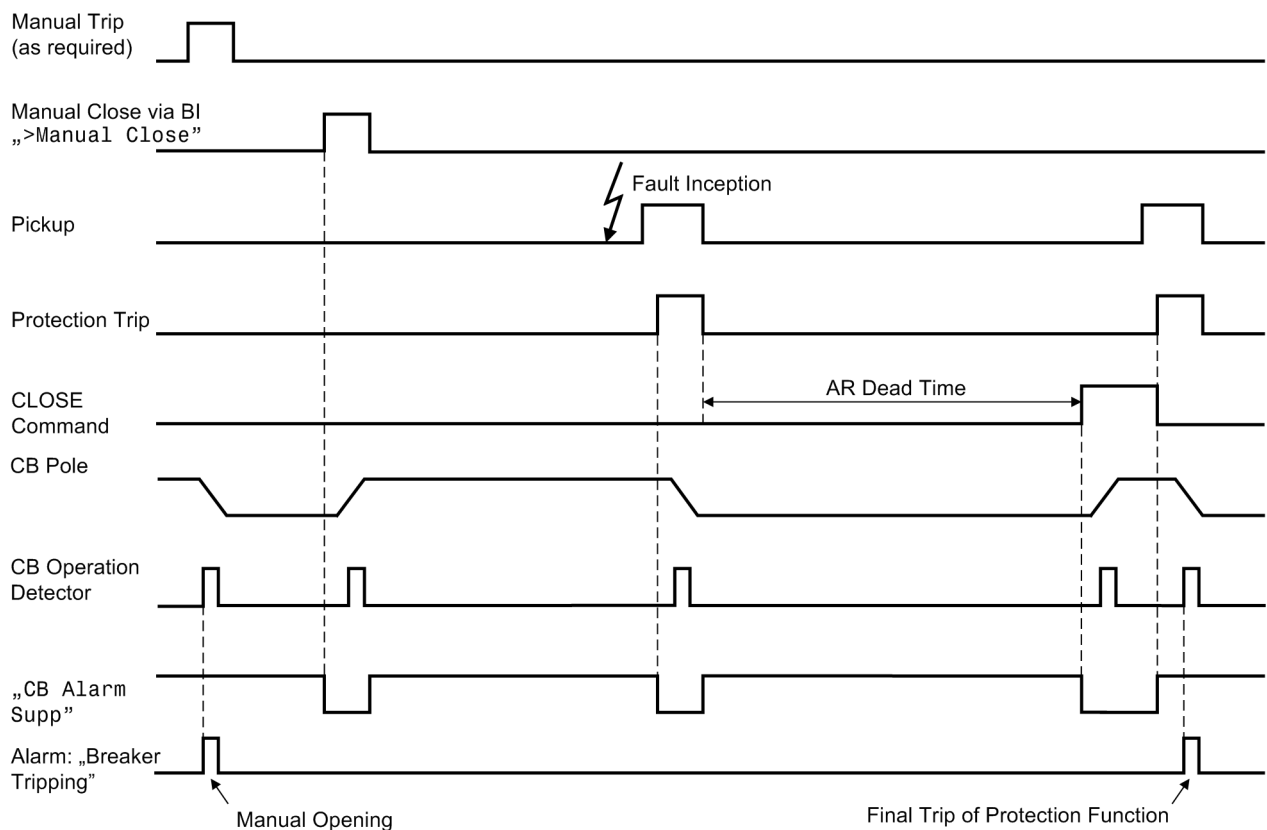 Manual Trip
(as required)
Manual Close via BI
„>Manual Close”
Fault Inception
Pickup
Protection Trip
AR Dead Time
CLOSE
Command
CB Pole
CB Operation
Detector
„CB Alarm
Supp”
Alarm: „Breaker
Tripping”
Manual Opening
Final Trip of Protection Function